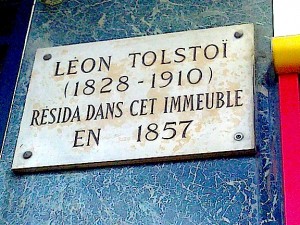 LÉON TOLSTOÏ
(1828-1910)
RÉSIDA DANS CET IMMEUBLE
EN 1857